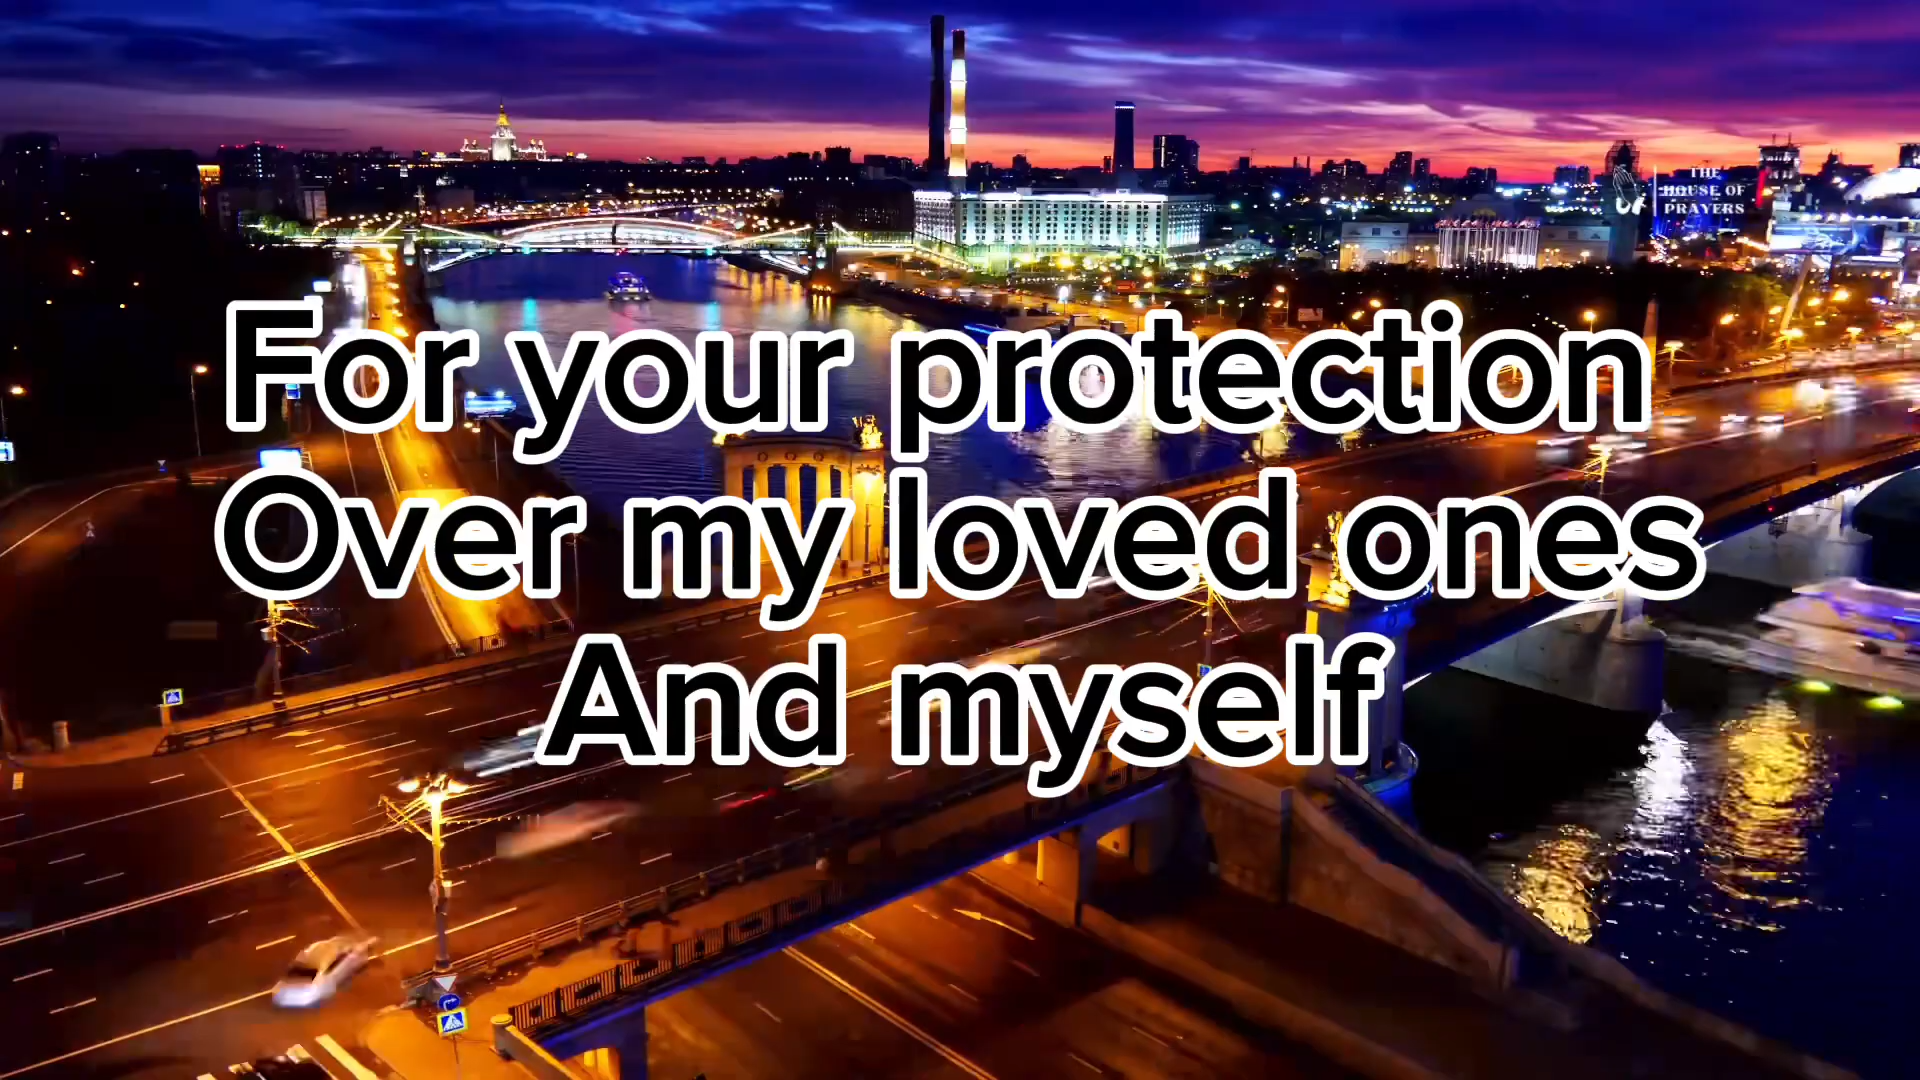 THE
HOUSE OF
PRAYERS
For your protection
Over my loved ones
And myself